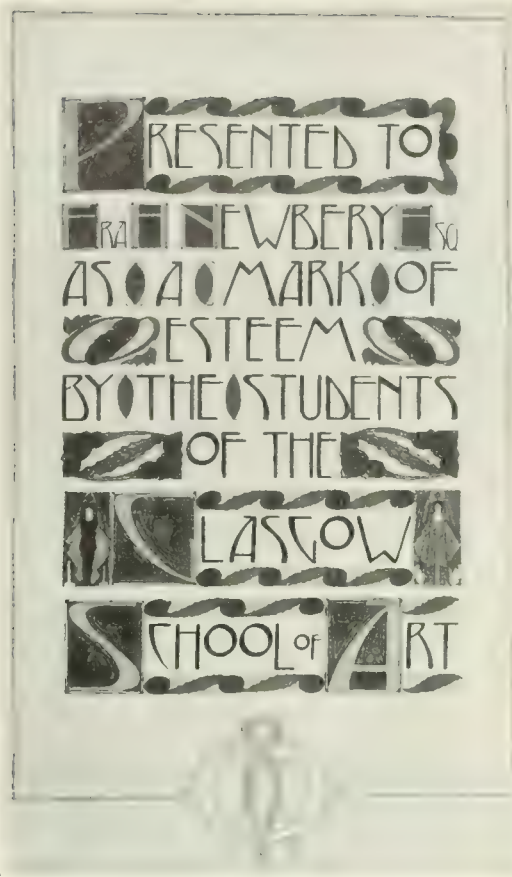 PRESENTED TO
FRA H NEWBERY ESQ
AS A MARK OF
ESTEEM
BY THE STUDENTS
OF THE
GLASGOW
SCHOOL OF ART